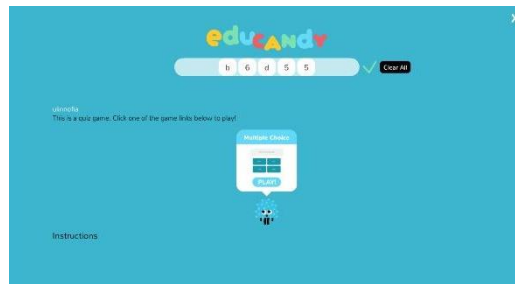 educandy
b 6 d 5 5
Clear All
This is a quiz game. Click one of the game links below to play!
Multiple Choice
PLAY!
Instructions